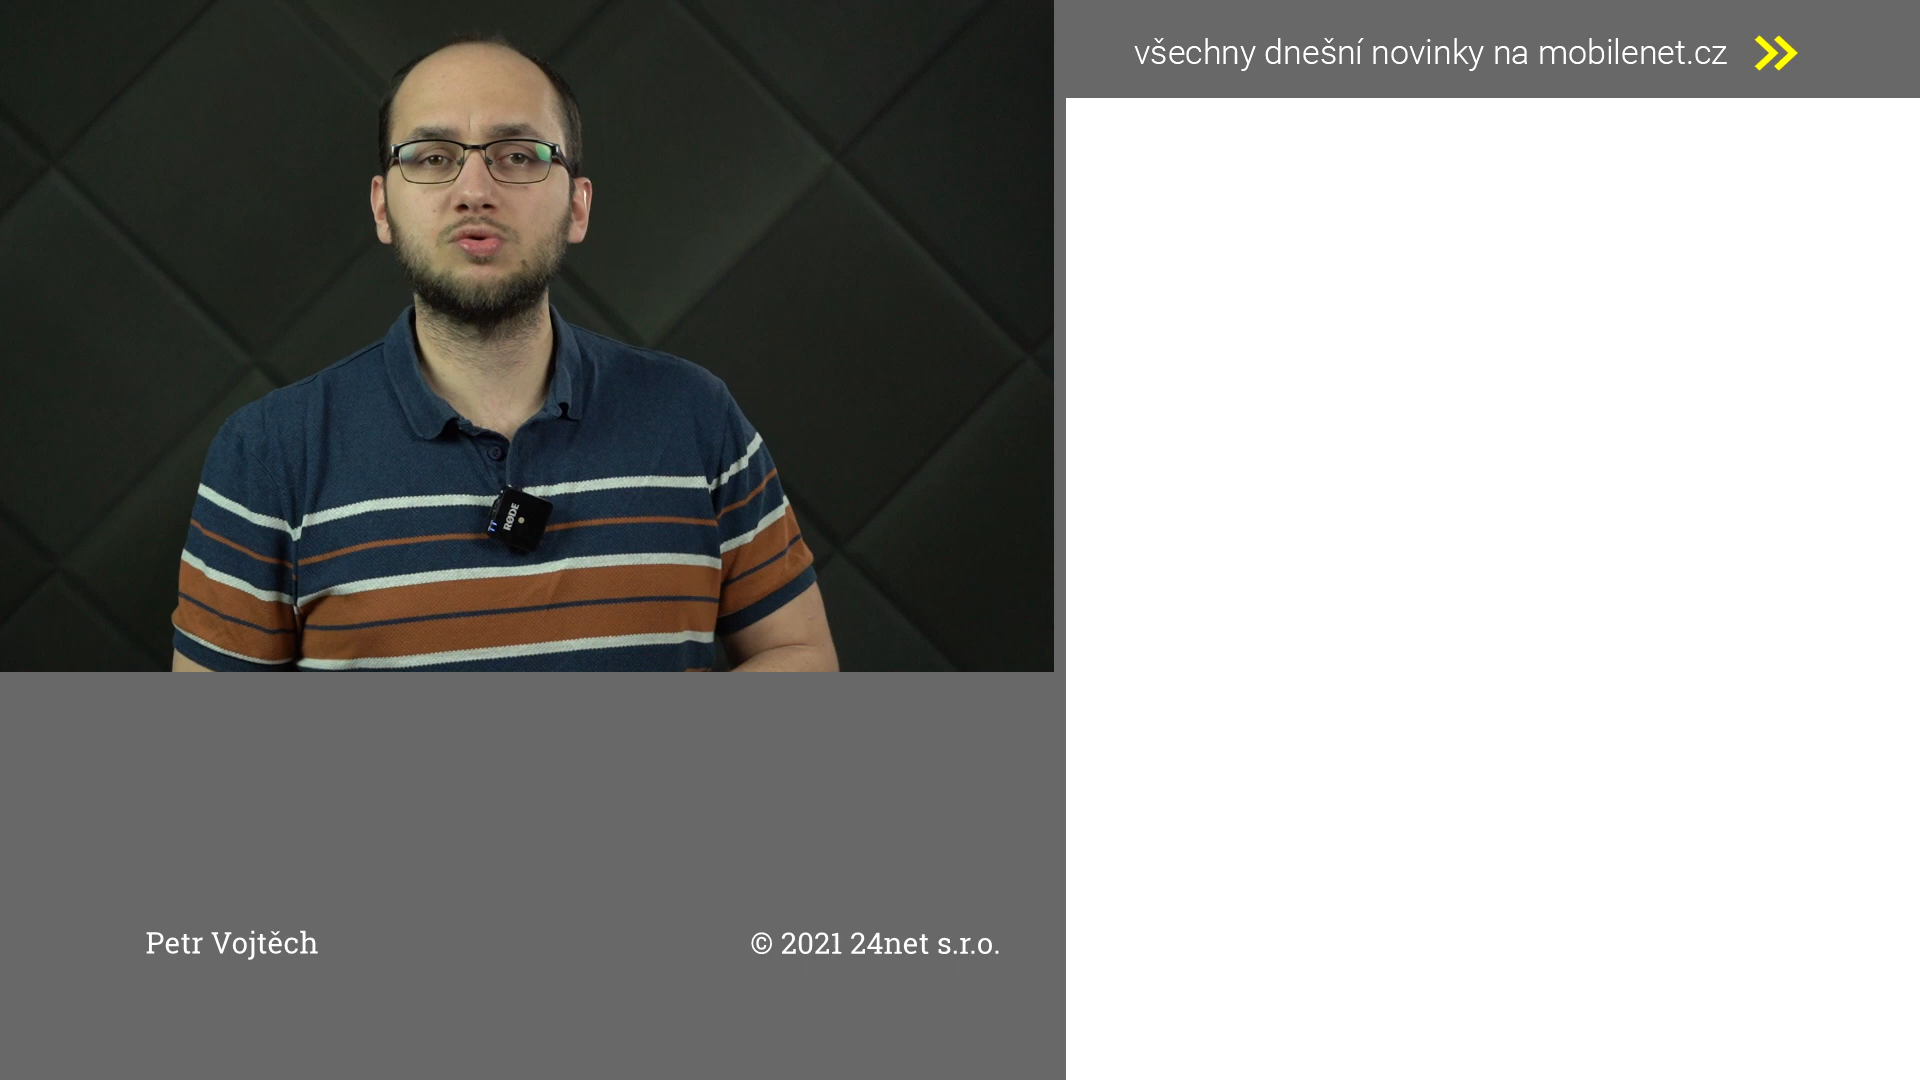 všechny dnešní novinky na mobilenet.cz
RØDE
Petr Vojtěch
© 2021 24net s.r.o.